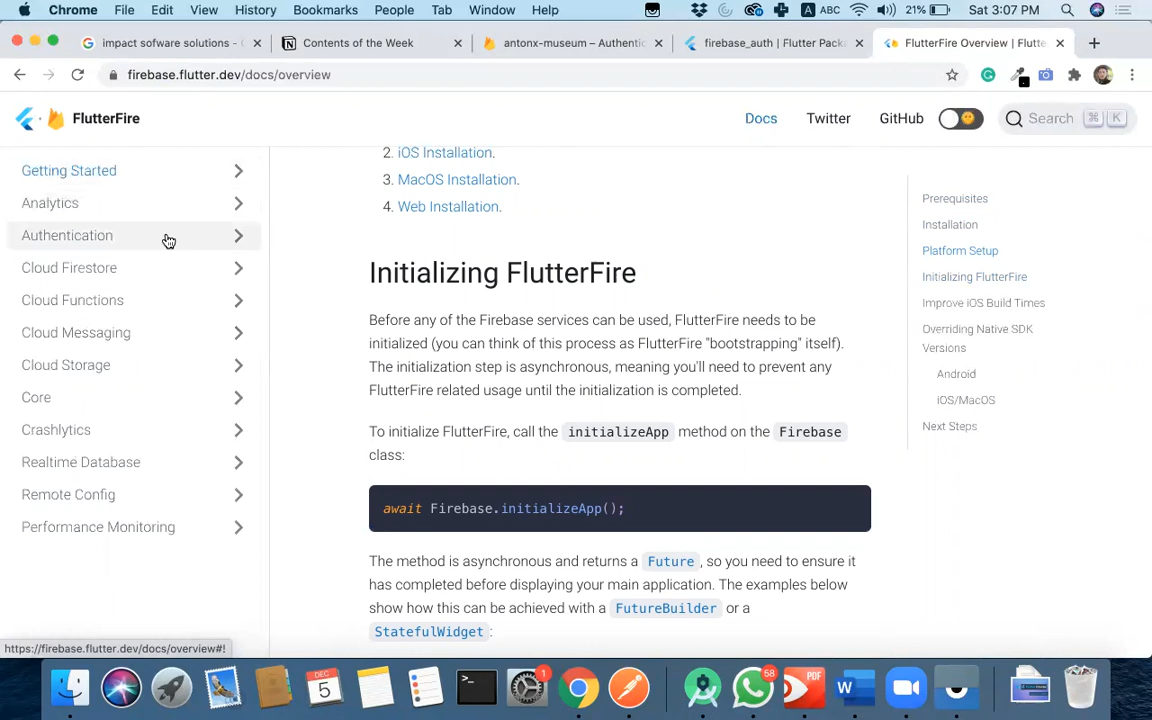 Chrome File Edit View History Bookmarks People Tab Window Help A ABC 21% Sat 3:07 PM
impact sofware solutions - Contents of the Week antonx-museum – Authentic firebase_auth | Flutter Pack FlutterFire Overview | Flutte
firebase.flutter.dev/docs/overview
FlutterFire Docs Twitter GitHub Search ⌘ K
Getting Started
Analytics
Authentication
Cloud Firestore
Cloud Functions
Cloud Messaging
Cloud Storage
Core
Crashlytics
Realtime Database
Remote Config
Performance Monitoring
2. iOS Installation.
3. MacOS Installation.
4. Web Installation.
Initializing FlutterFire
Before any of the Firebase services can be used, FlutterFire needs to be
initialized (you can think of this process as FlutterFire "bootstrapping" itself).
The initialization step is asynchronous, meaning you'll need to prevent any
FlutterFire related usage until the initialization is completed.
To initialize FlutterFire, call the initializeApp method on the Firebase
class:
await Firebase.initializeApp();
The method is asynchronous and returns a Future, so you need to ensure it
has completed before displaying your main application. The examples below
show how this can be achieved with a FutureBuilder or a
StatefulWidget:
Prerequisites
Installation
Platform Setup
Initializing FlutterFire
Improve iOS Build Times
Overriding Native SDK
Versions
Android
iOS/MacOS
Next Steps
https://firebase.flutter.dev/docs/overview#!
DEC
5
1
58
PDF
W